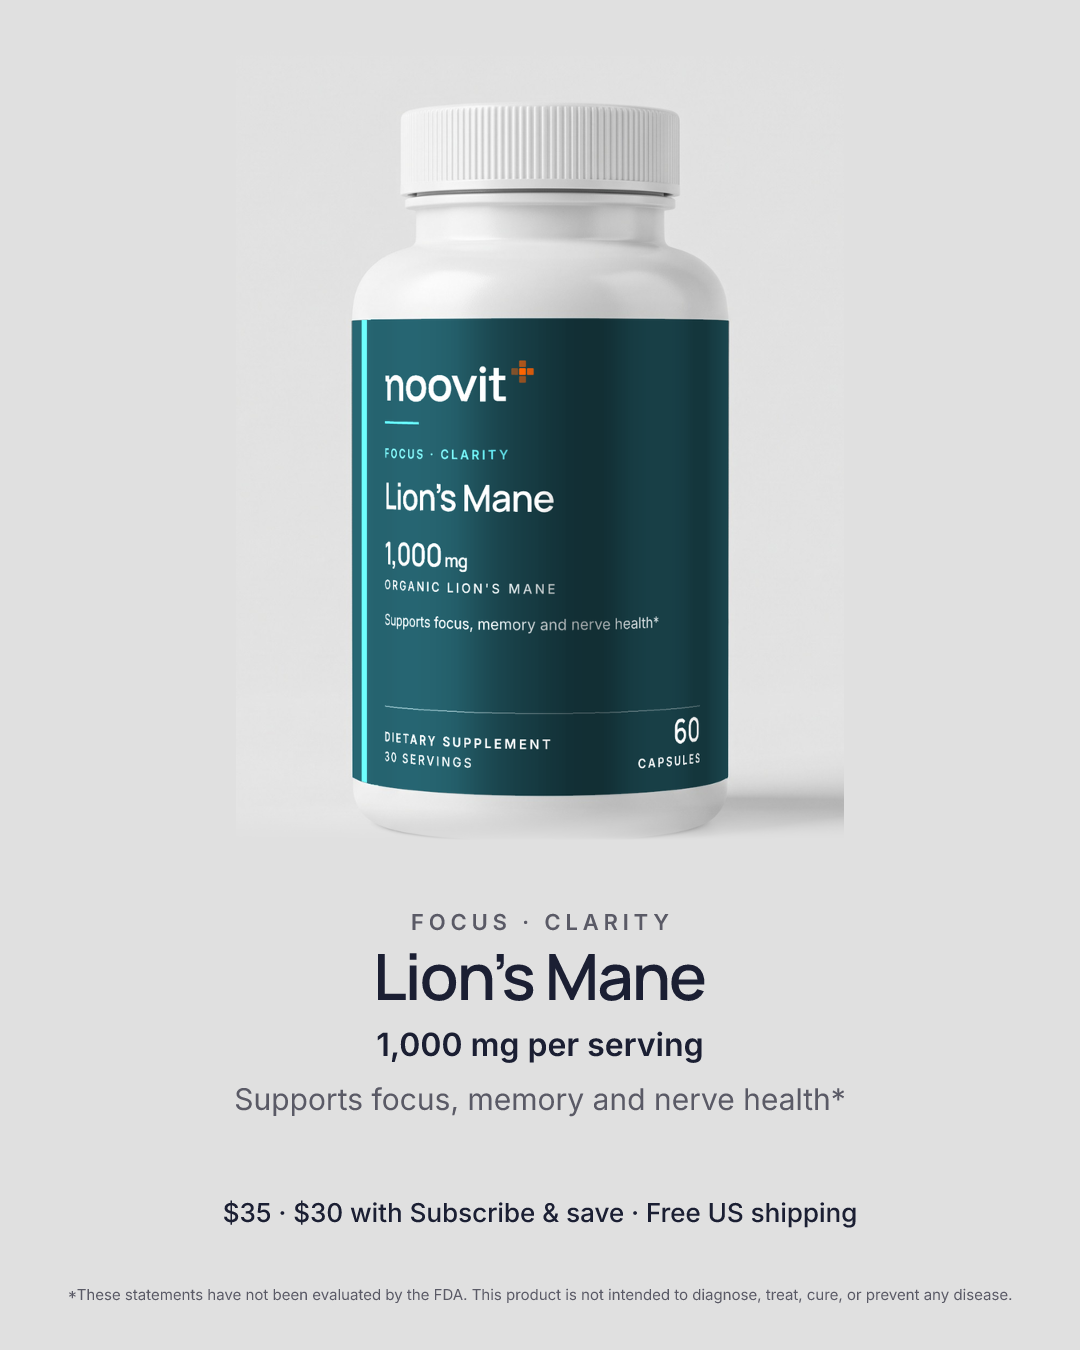 noovit
FOCUS · CLARITY
Lion's Mane
1,000 mg
ORGANIC LION'S MANE
Supports focus, memory and nerve health*
DIETARY SUPPLEMENT
30 SERVINGS
60
CAPSULES
FOCUS · CLARITY
Lion's Mane
1,000 mg per serving
Supports focus, memory and nerve health*
$35 · $30 with Subscribe & save · Free US shipping
*These statements have not been evaluated by the FDA. This product is not intended to diagnose, treat, cure, or prevent any disease.